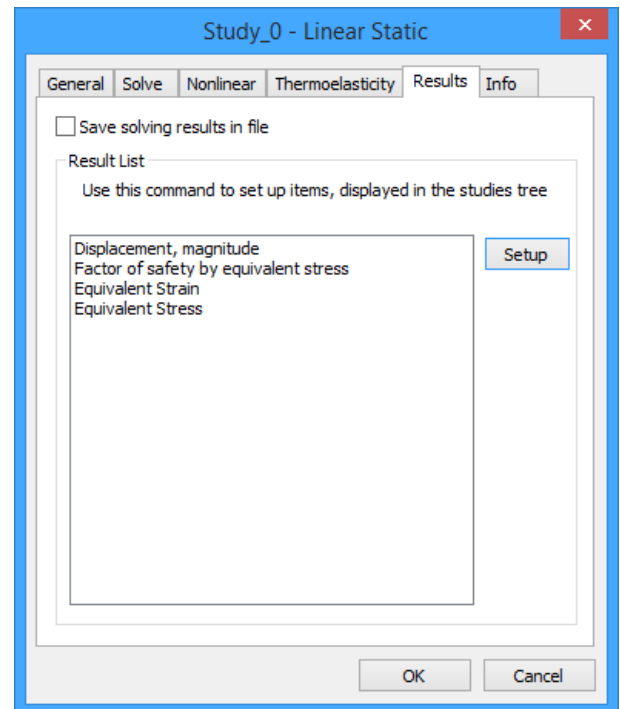 Study_0 - Linear Static
General Solve Nonlinear Thermoelasticity Results Info
Save solving results in file
Result List
Use this command to set up items, displayed in the studies tree
Displacement, magnitude
Setup
Factor of safety by equivalent stress
Equivalent Strain
Equivalent Stress
OK Cancel